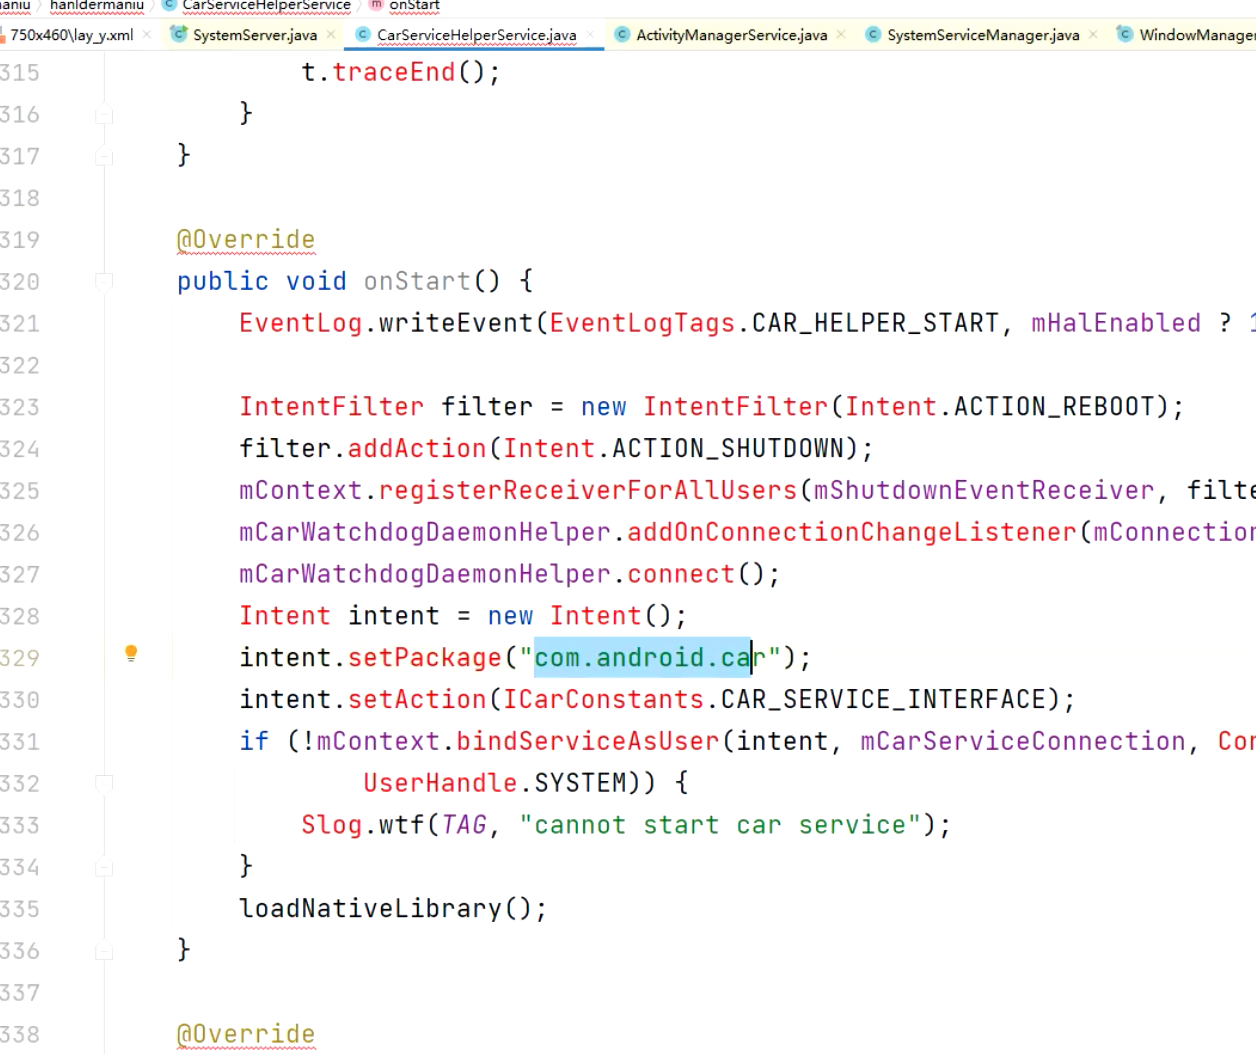 hanldermaniu CarServiceHelperService onStart
750x460\lay_y.xml SystemServer.java CarServiceHelperService.java ActivityManagerService.java SystemServiceManager.java WindowManager
315 t.traceEnd();
316 }
317 }
318
319 @Override
320 public void onStart() {
321 EventLog.writeEvent(EventLogTags.CAR_HELPER_START, mHalEnabled ? 1
322
323 IntentFilter filter = new IntentFilter(Intent.ACTION_REBOOT);
324 filter.addAction(Intent.ACTION_SHUTDOWN);
325 mContext.registerReceiverForAllUsers(mShutdownEventReceiver, filte
326 mCarWatchdogDaemonHelper.addOnConnectionChangeListener(mConnection
327 mCarWatchdogDaemonHelper.connect();
328 Intent intent = new Intent();
329 intent.setPackage("com.android.car");
330 intent.setAction(ICarConstants.CAR_SERVICE_INTERFACE);
331 if (!mContext.bindServiceAsUser(intent, mCarServiceConnection, Con
332 UserHandle.SYSTEM)) {
333 Slog.wtf(TAG, "cannot start car service");
334 }
335 loadNativeLibrary();
336 }
337
338 @Override